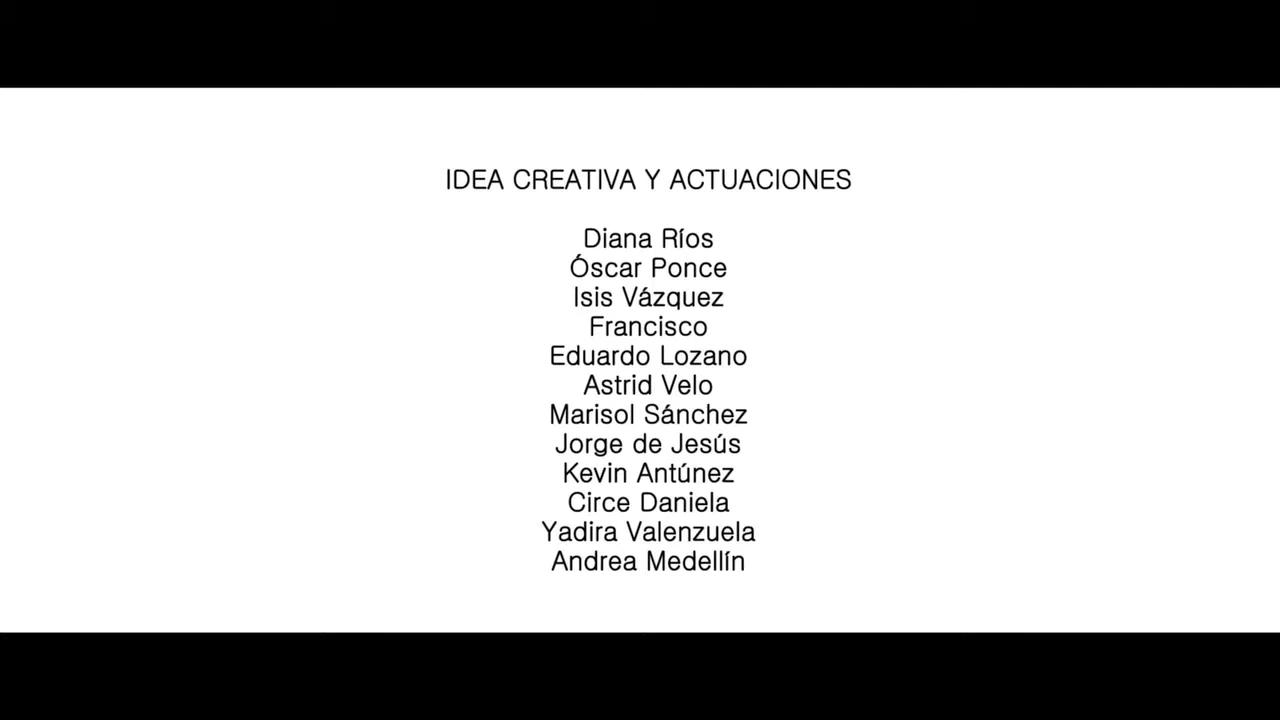 IDEA CREATIVA Y ACTUACIONES
Diana Ríos
Óscar Ponce
Isis Vázquez
Francisco
Eduardo Lozano
Astrid Velo
Marisol Sánchez
Jorge de Jesús
Kevin Antúnez
Circe Daniela
Yadira Valenzuela
Andrea Medellín